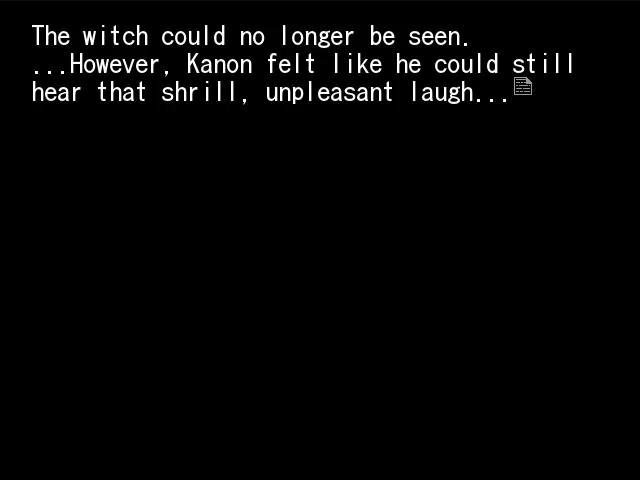 The witch could no longer be seen.
...However, Kanon felt like he could still
hear that shrill, unpleasant laugh...